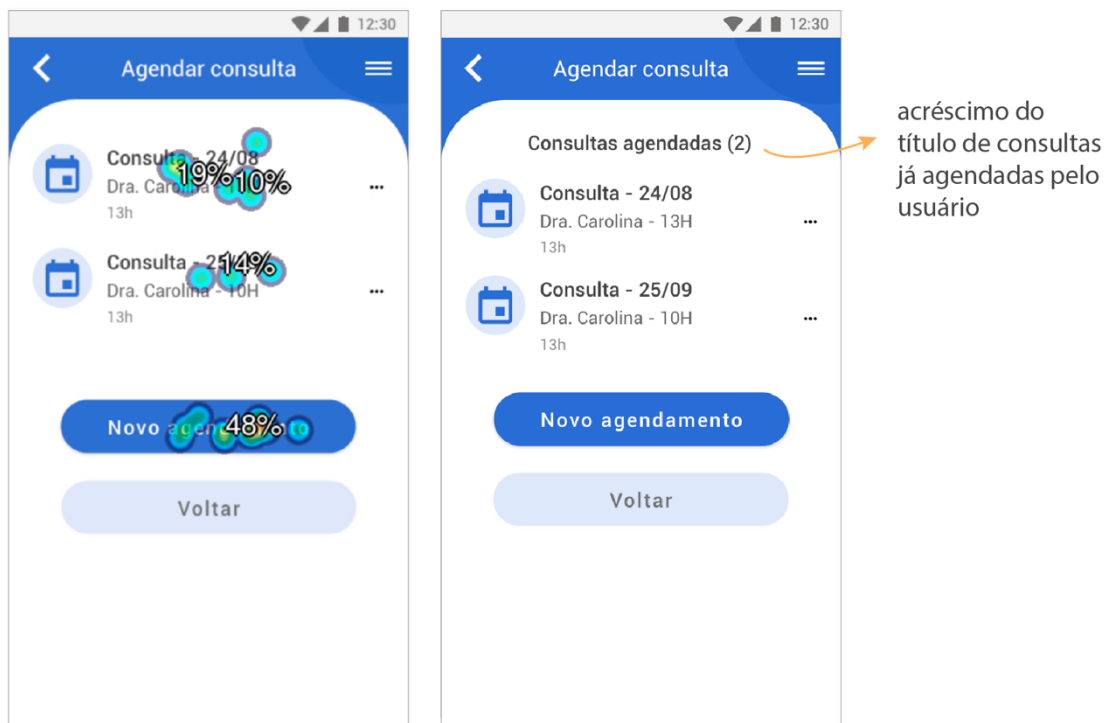 12:30
Agendar consulta
Consulta - 24/08
19% 10%
Dra. Carolina -
13h
Consulta - 25
14%
Dra. Carolina - 10H
13h
Novo agendamento
48%
Voltar
12:30
Agendar consulta
Consultas agendadas (2)
Consulta - 24/08
Dra. Carolina - 13H
...
13h
Consulta - 25/09
Dra. Carolina - 10H
...
13h
Novo agendamento
Voltar
acréscimo do
título de consultas
já agendadas pelo
usuário